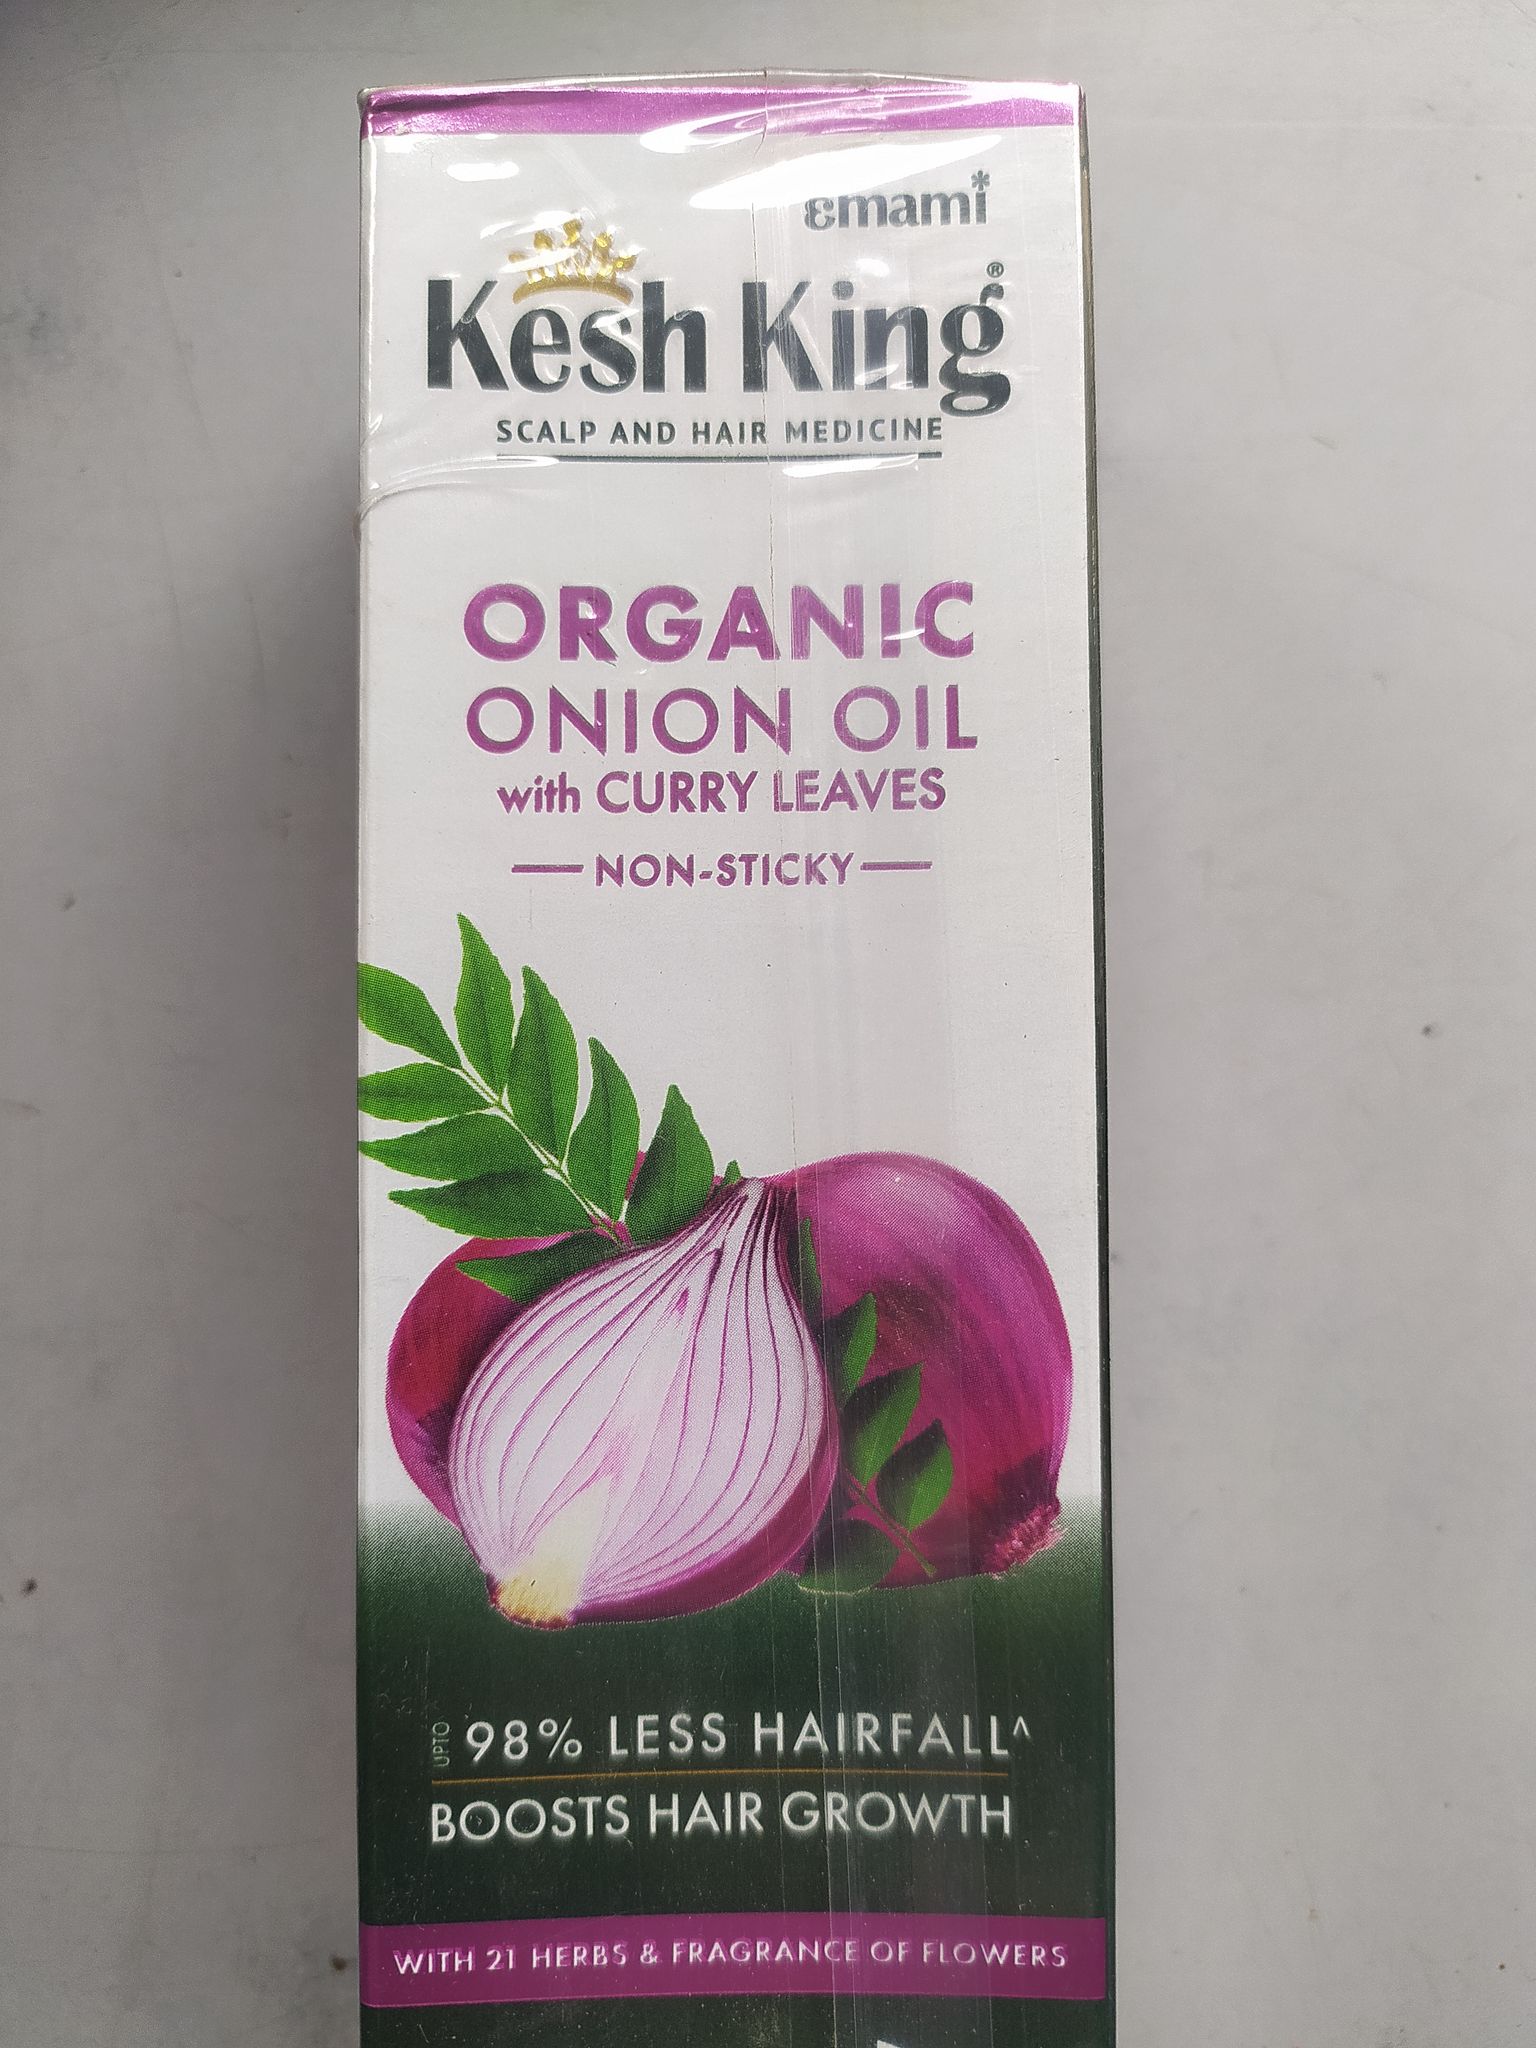 emami*
Kesh King®
SCALP AND HAIR MEDICINE
ORGANIC
ONION OIL
with CURRY LEAVES
NON-STICKY
UPTO 98% LESS HAIRFALL^
BOOSTS HAIR GROWTH
WITH 21 HERBS & FRAGRANCE OF FLOWERS